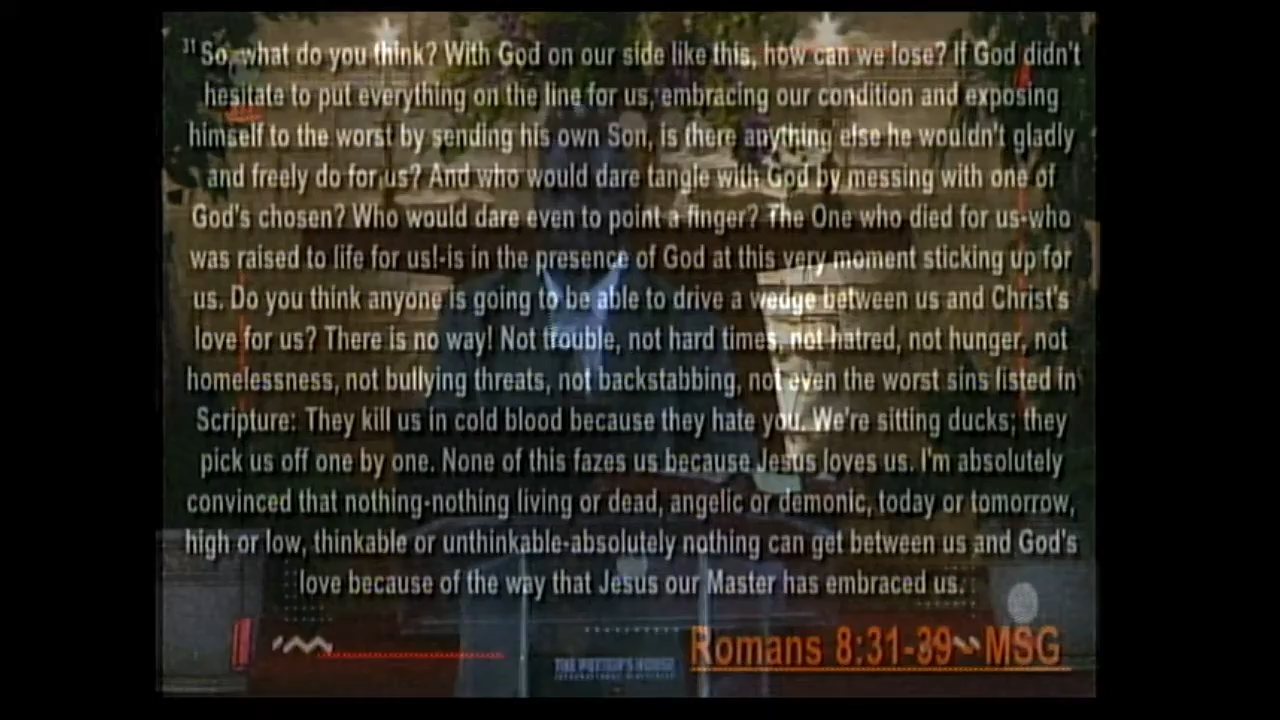 31 So, what do you think? With God on our side like this, how can we lose? If God didn't
hesitate to put everything on the line for us, embracing our condition and exposing
himself to the worst by sending his own Son, is there anything else he wouldn't gladly
and freely do for us? And who would dare tangle with God by messing with one of
God's chosen? Who would dare even to point a finger? The One who died for us-who
was raised to life for us!-is in the presence of God at this very moment sticking up for
us. Do you think anyone is going to be able to drive a wedge between us and Christ's
love for us? There is no way! Not trouble, not hard times, not hatred, not hunger, not
homelessness, not bullying threats, not backstabbing, not even the worst sins listed in
Scripture: They kill us in cold blood because they hate you. We're sitting ducks; they
pick us off one by one. None of this fazes us because Jesus loves us. I'm absolutely
convinced that nothing-nothing living or dead, angelic or demonic, today or tomorrow,
high or low, thinkable or unthinkable-absolutely nothing can get between us and God's
love because of the way that Jesus our Master has embraced us.
Romans 8:31-39~ MSG
THE POTTER'S HOUSE